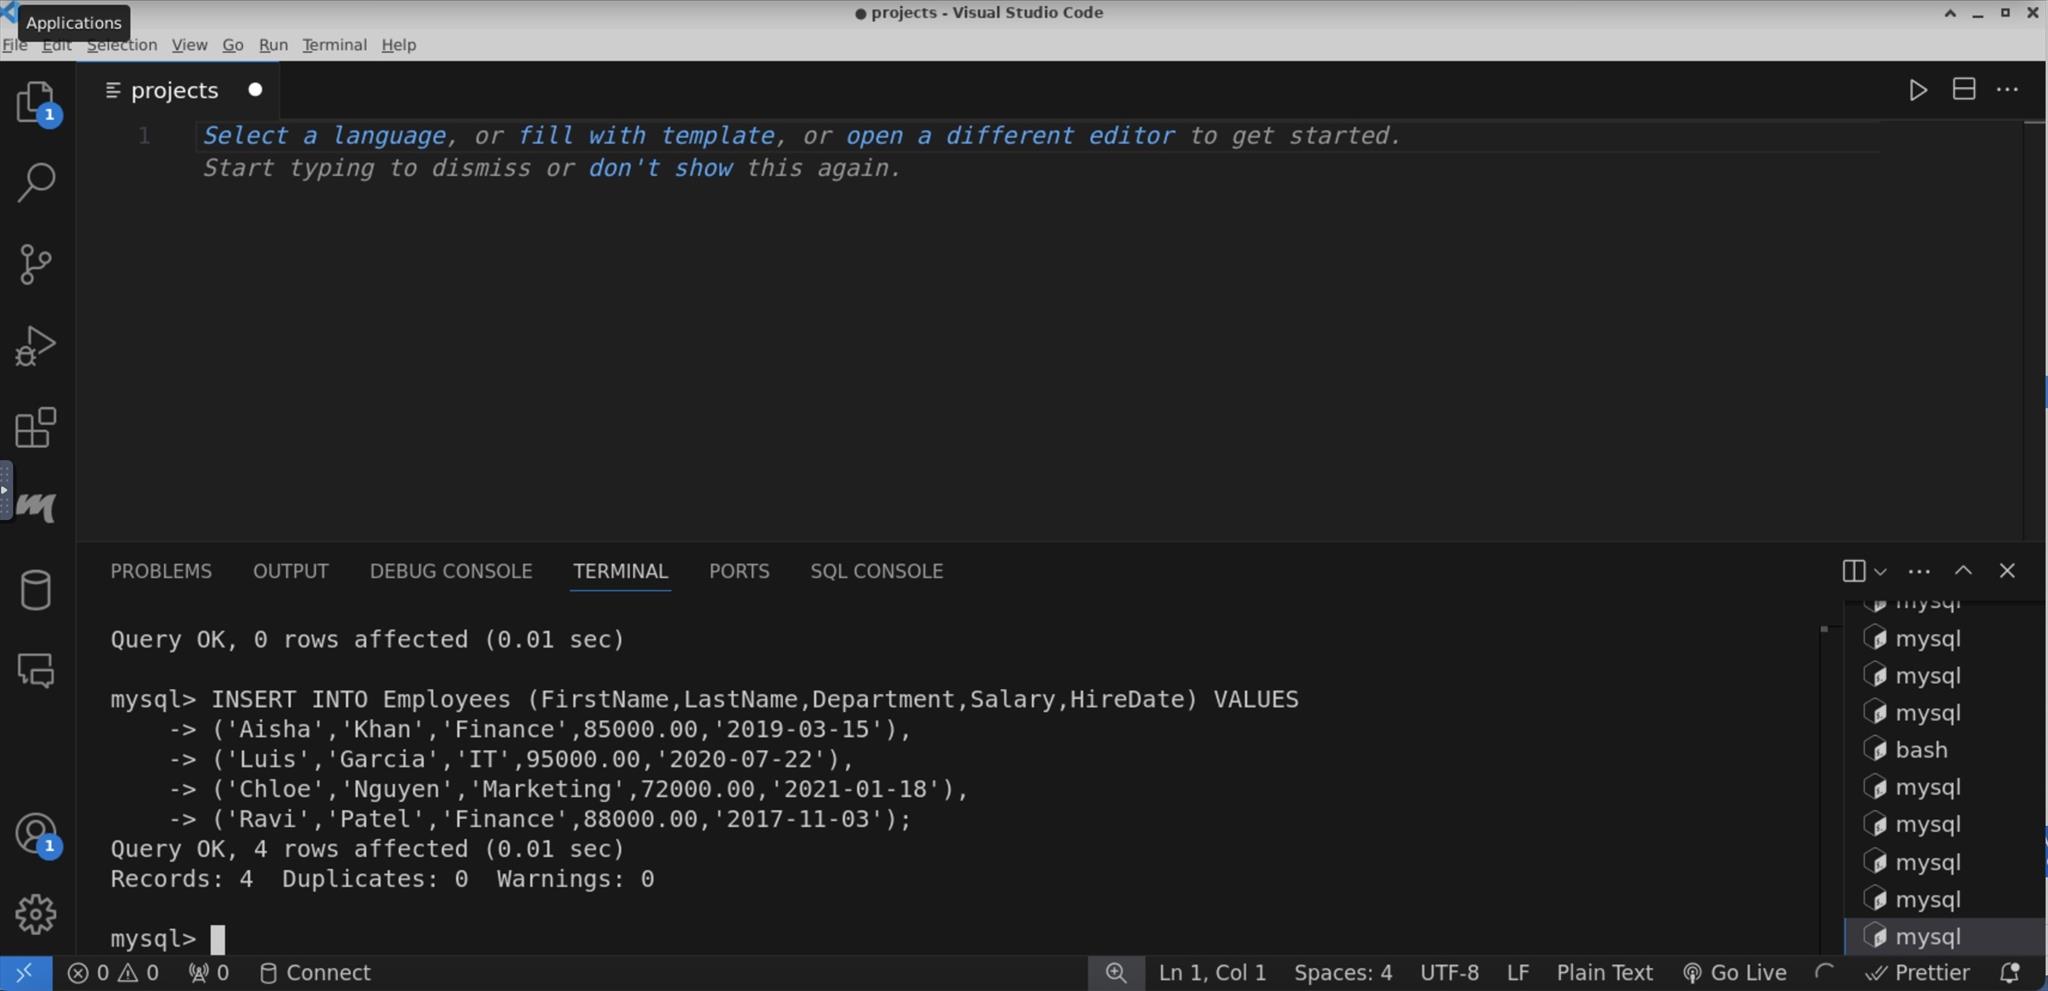 Applications
● projects - Visual Studio Code
File Edit Selection View Go Run Terminal Help
1
projects
1 Select a language, or fill with template, or open a different editor to get started.
Start typing to dismiss or don't show this again.
PROBLEMS OUTPUT DEBUG CONSOLE TERMINAL PORTS SQL CONSOLE
Query OK, 0 rows affected (0.01 sec)
mysql> INSERT INTO Employees (FirstName,LastName,Department,Salary,HireDate) VALUES
-> ('Aisha','Khan','Finance',85000.00,'2019-03-15'),
-> ('Luis','Garcia','IT',95000.00,'2020-07-22'),
-> ('Chloe','Nguyen','Marketing',72000.00,'2021-01-18'),
-> ('Ravi','Patel','Finance',88000.00,'2017-11-03');
Query OK, 4 rows affected (0.01 sec)
Records: 4 Duplicates: 0 Warnings: 0
mysql>
mysql
mysql
mysql
mysql
bash
mysql
mysql
mysql
mysql
mysql
1
0 0 0 Connect
Ln 1, Col 1 Spaces: 4 UTF-8 LF Plain Text Go Live Prettier